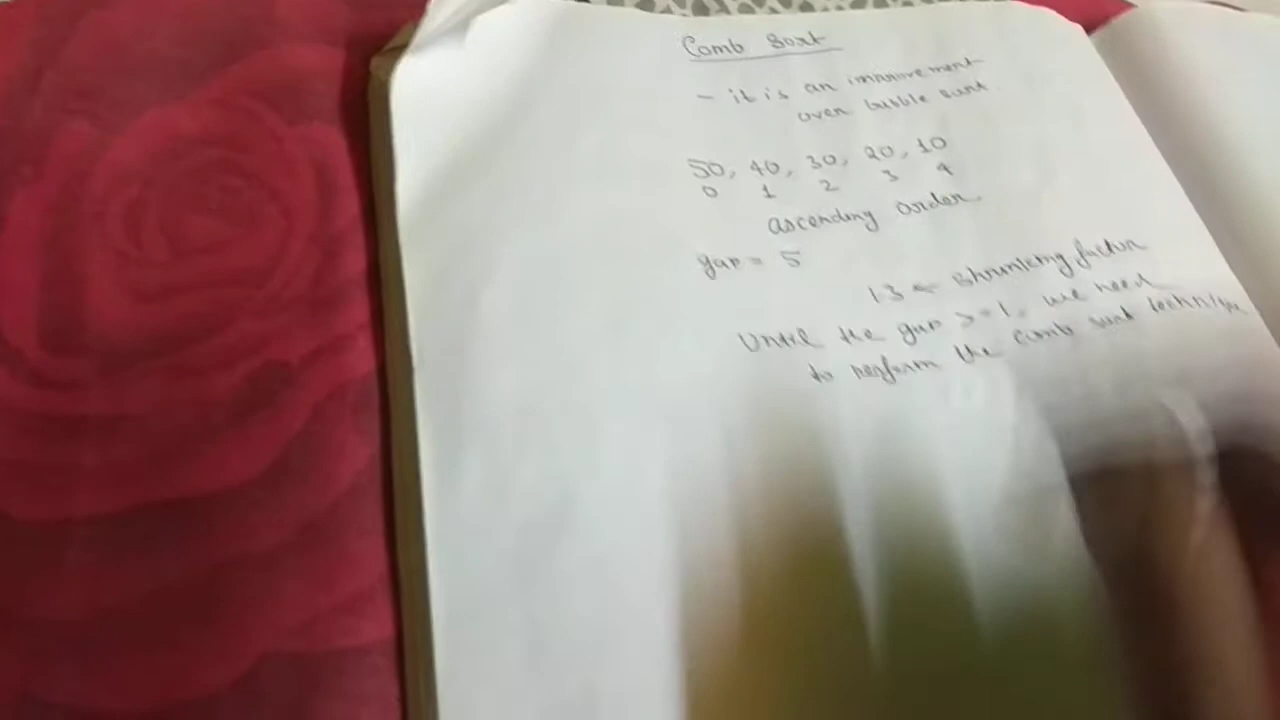 Comb Sort
- it is an improvement
over bubble sort
50, 40, 30, 20, 10
0 1 2 3 4
ascending order.
gap = 5
1.3 ← Shrinking factor
Until the gap >= 1, we need
to perform the comb sort technique